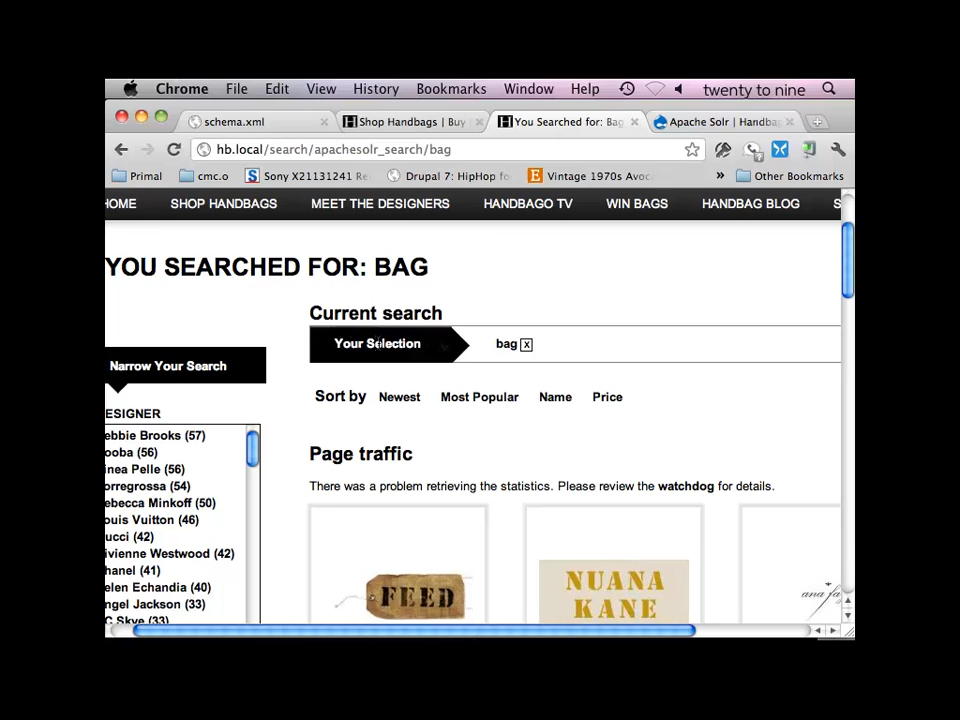 Chrome File Edit View History Bookmarks Window Help twenty to nine
schema.xml Shop Handbags | Buy You Searched for: Bag Apache Solr | Handba
hb.local/search/apachesolr_search/bag
Primal cmc.o Sony X21131241 Re Drupal 7: HipHop fo Vintage 1970s Avoc » Other Bookmarks
HOME SHOP HANDBAGS MEET THE DESIGNERS HANDBAGO TV WIN BAGS HANDBAG BLOG S
YOU SEARCHED FOR: BAG
Current search
Your Selection bag x
Narrow Your Search
Sort by Newest Most Popular Name Price
ESIGNER
ebbie Brooks (57)
ooba (56)
inea Pelle (56)
orregrossa (54)
ebecca Minkoff (50)
ouis Vuitton (46)
ucci (42)
ivienne Westwood (42)
hanel (41)
elen Echandia (40)
ngel Jackson (33)
C Skye (33)
Page traffic
There was a problem retrieving the statistics. Please review the watchdog for details.
FEED
NUANA
KANE
ana fa